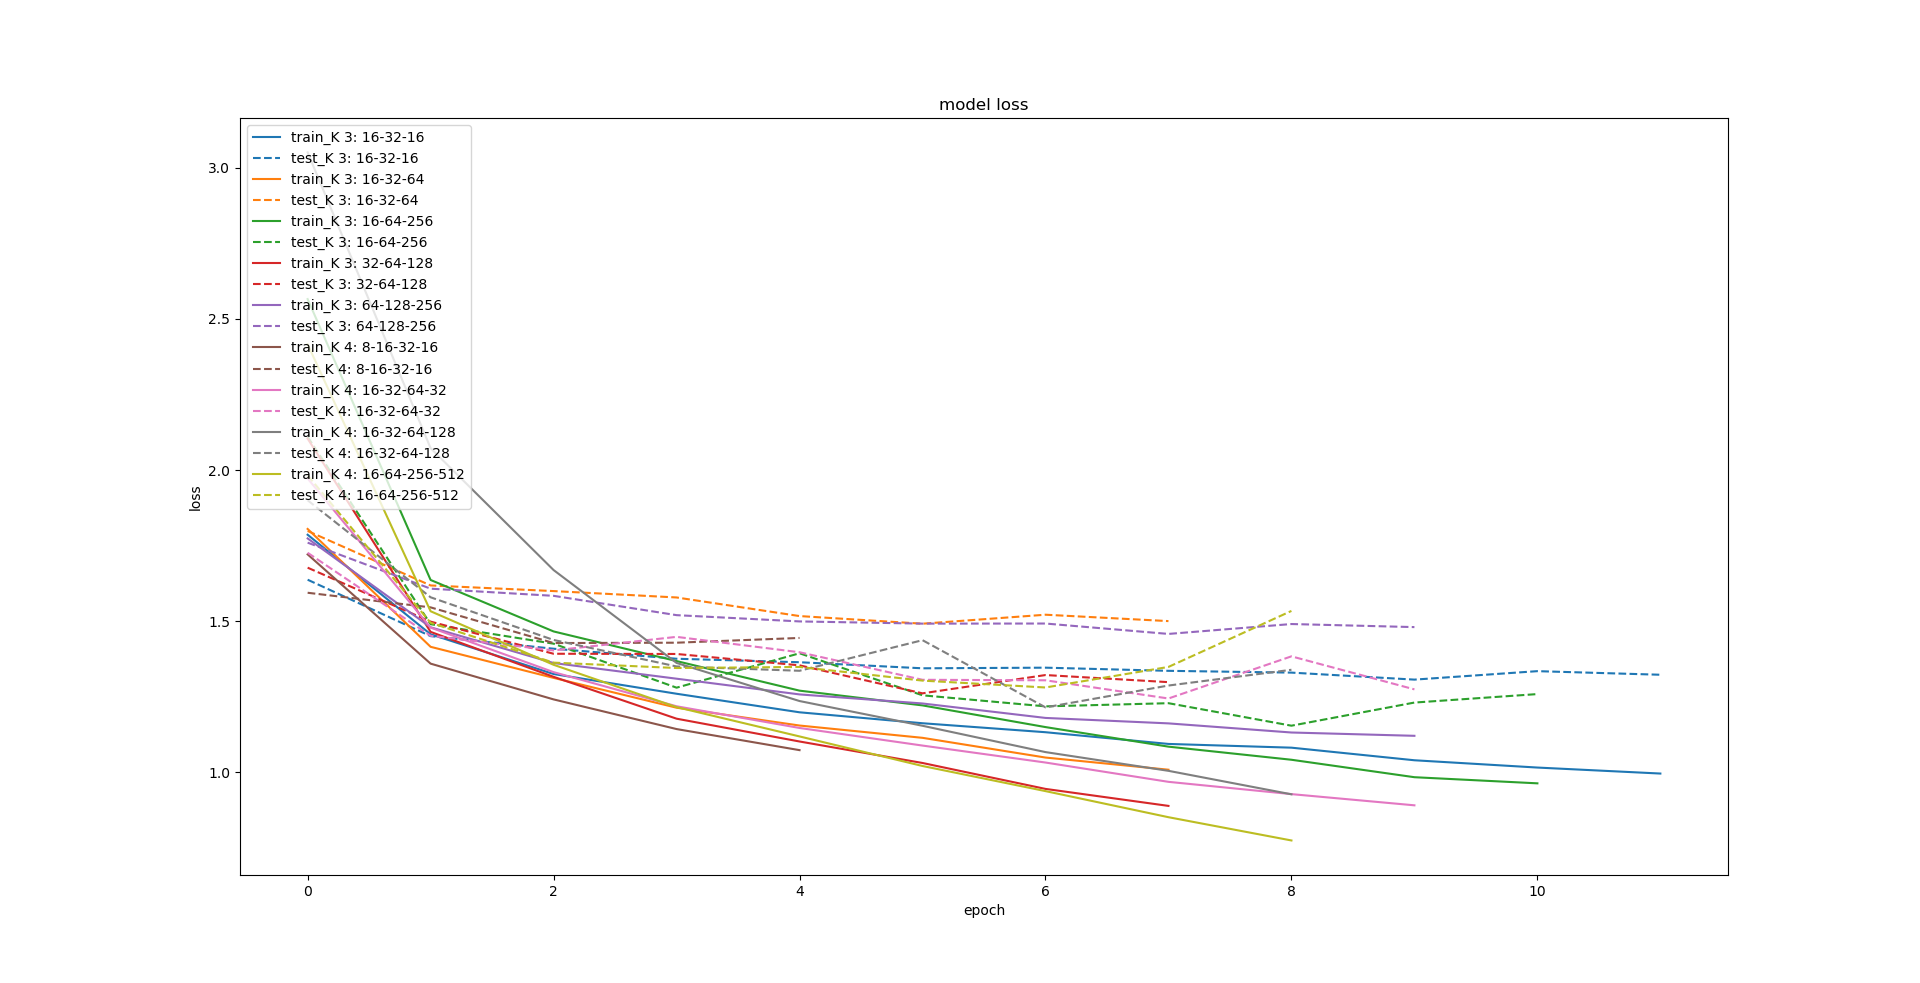 model loss
train_K 3: 16-32-16
test_K 3: 16-32-16
train_K 3: 16-32-64
test_K 3: 16-32-64
train_K 3: 16-64-256
test_K 3: 16-64-256
train_K 3: 32-64-128
test_K 3: 32-64-128
train_K 3: 64-128-256
test_K 3: 64-128-256
train_K 4: 8-16-32-16
test_K 4: 8-16-32-16
train_K 4: 16-32-64-32
test_K 4: 16-32-64-32
train_K 4: 16-32-64-128
test_K 4: 16-32-64-128
train_K 4: 16-64-256-512
test_K 4: 16-64-256-512
3.0
2.5
2.0
1.5
1.0
loss
0 2 4 6 8 10
epoch